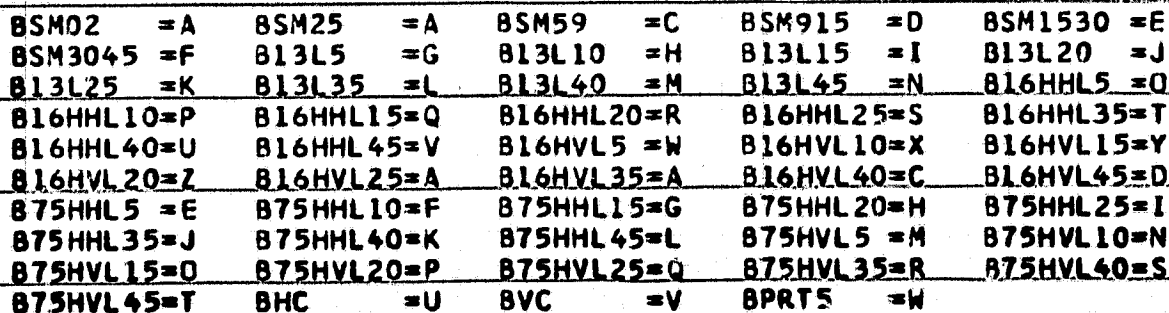 BSM02 =A BSM25 =A BSM59 =C BSM915 =D BSM1530 =E
BSM3045 =F B13L5 =G B13L10 =H B13L15 =I B13L20 =J
B13L25 =K B13L35 =L B13L40 =M B13L45 =N B16HHL5 =O
B16HHL10=P B16HHL15=Q B16HHL20=R B16HHL25=S B16HHL35=T
B16HHL40=U B16HHL45=V B16HVL5 =W B16HVL10=X B16HVL15=Y
B16HVL20=Z B16HVL25=A B16HVL35=A B16HVL40=C B16HVL45=D
B75HHL5 =E B75HHL10=F B75HHL15=G B75HHL20=H B75HHL25=I
B75HHL35=J B75HHL40=K B75HHL45=L B75HVL5 =M B75HVL10=N
B75HVL15=O B75HVL20=P B75HVL25=Q B75HVL35=R B75HVL40=S
B75HVL45=T BHC =U BVC =V BPRT5 =W